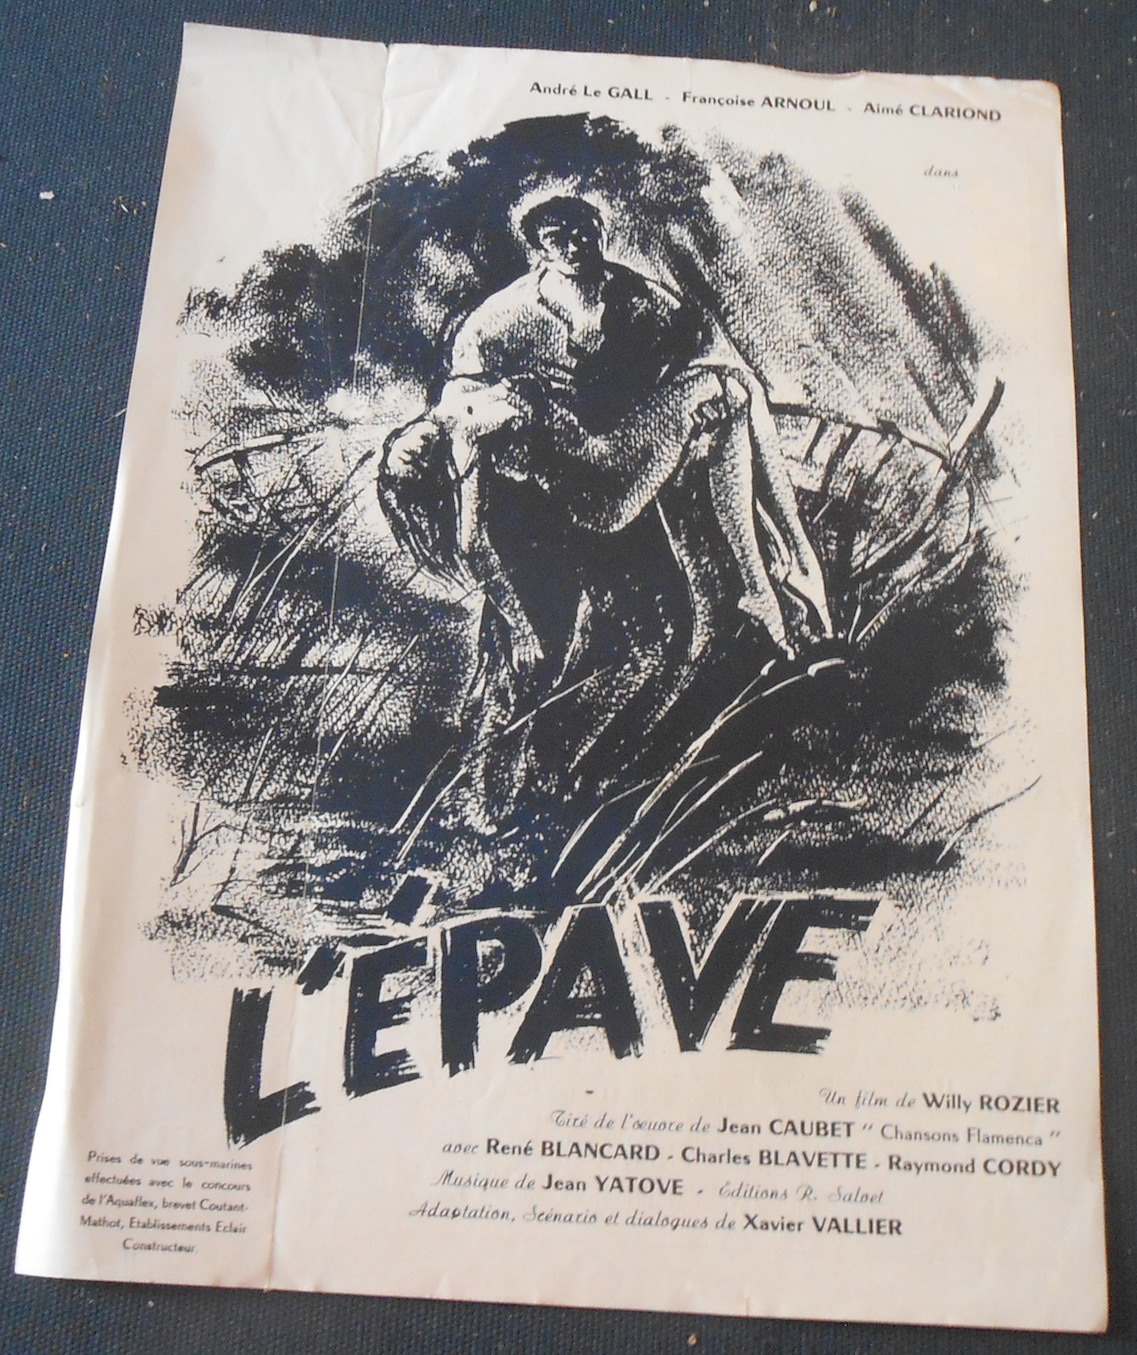 André Le GALL - Françoise ARNOUL - Aimé CLARIOND
dans
L'ÉPAVE
Un film de Willy ROZIER
Tiré de l'oeuvre de Jean CAUBET " Chansons Flamenca "
avec René BLANCARD - Charles BLAVETTE - Raymond CORDY
Musique de Jean YATOVE - Éditions R. Salvet
Adaptation, Scénario et dialogues de Xavier VALLIER
Prises de vue sous-marines
effectuées avec le concours
de l'Aquaflex, brevet Coutant-
Mathot, Etablissements Eclair
Constructeur.